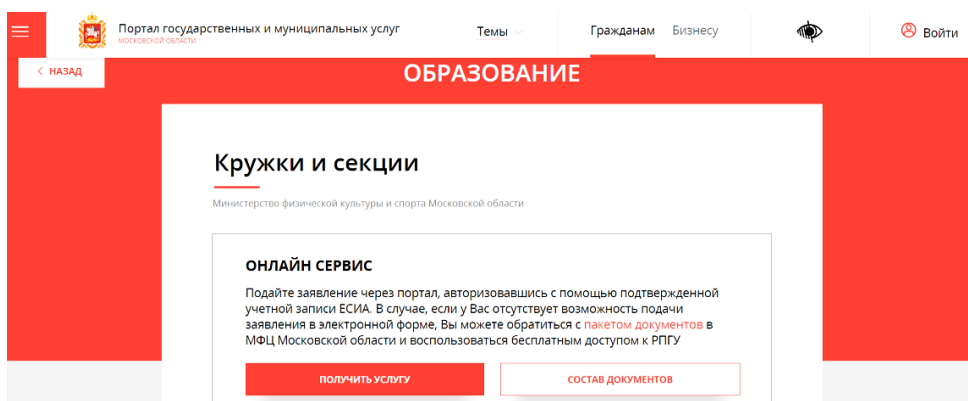 Портал государственных и муниципальных услуг
МОСКОВСКОЙ ОБЛАСТИ
Темы
Гражданам
Бизнесу
Войти
НАЗАД
ОБРАЗОВАНИЕ
Кружки и секции
Министерство физической культуры и спорта Московской области
ОНЛАЙН СЕРВИС
Подайте заявление через портал, авторизовавшись с помощью подтвержденной
учетной записи ЕСИА. В случае, если у Вас отсутствует возможность подачи
заявления в электронной форме, Вы можете обратиться с пакетом документов в
МФЦ Московской области и воспользоваться бесплатным доступом к РПГУ
ПОЛУЧИТЬ УСЛУГУ
СОСТАВ ДОКУМЕНТОВ